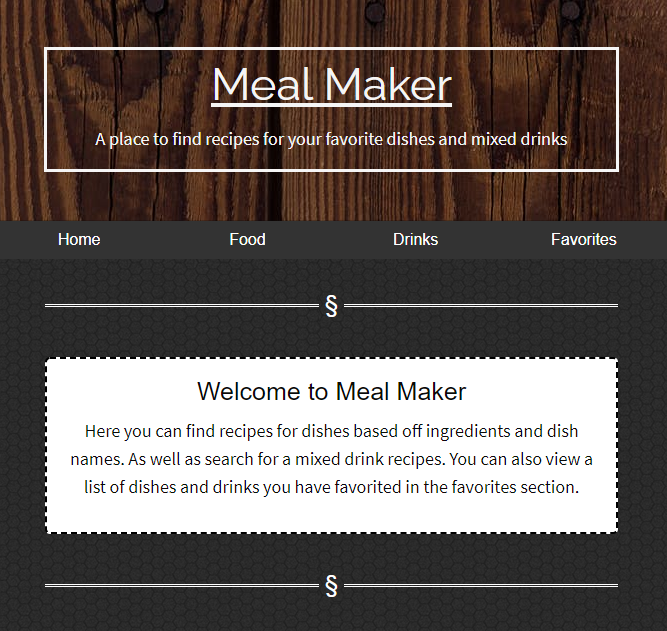 Meal Maker
A place to find recipes for your favorite dishes and mixed drinks
Home Food Drinks Favorites
§
Welcome to Meal Maker
Here you can find recipes for dishes based off ingredients and dish
names. As well as search for a mixed drink recipes. You can also view a
list of dishes and drinks you have favorited in the favorites section.
§